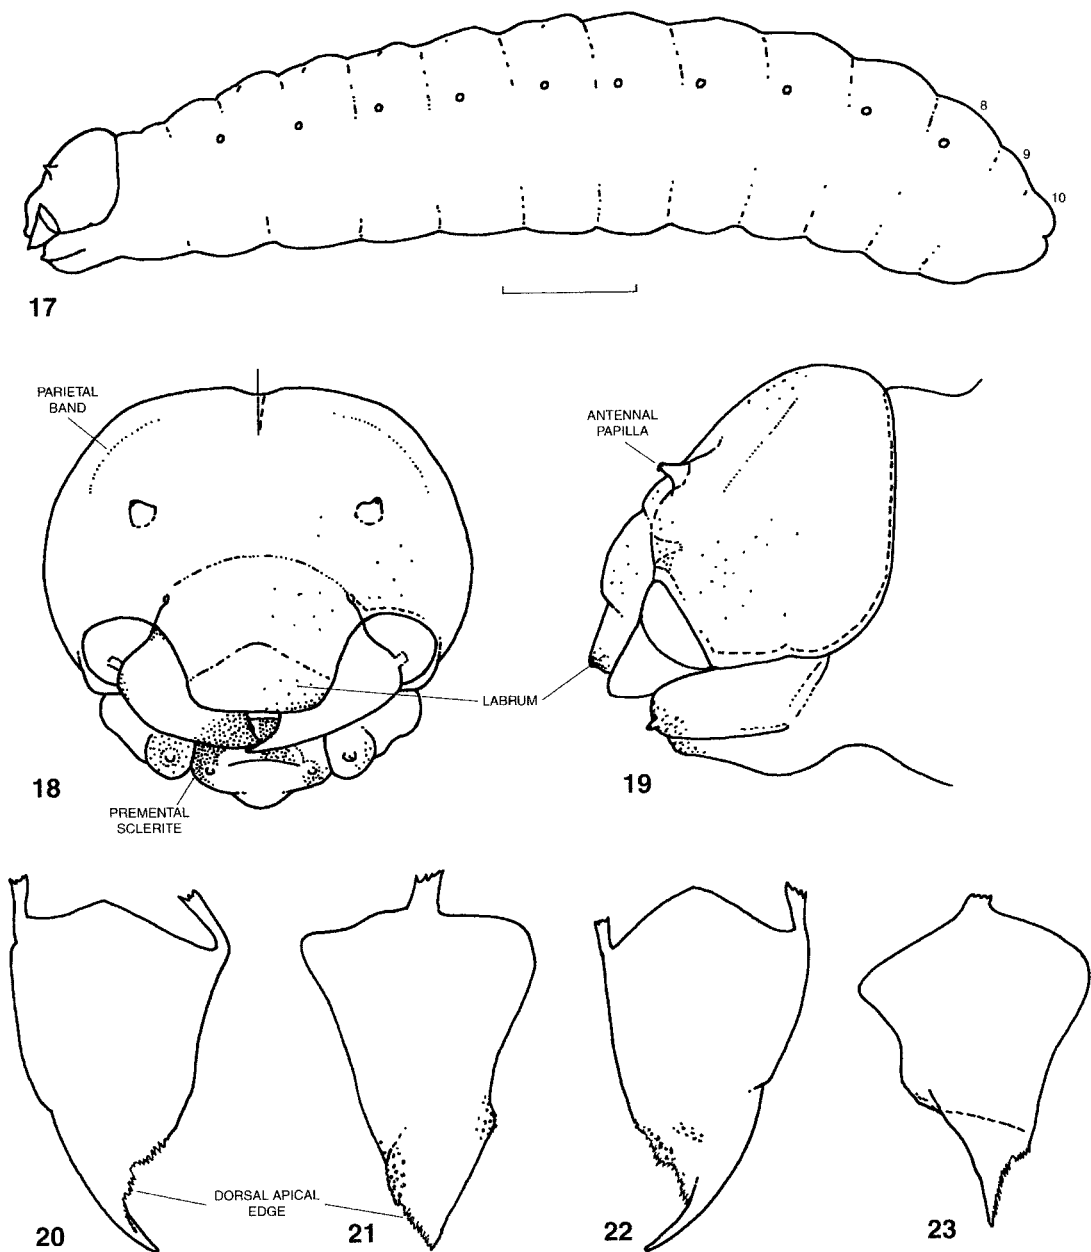 8
9
10
17
PARIETAL
BAND
ANTENNAL
PAPILLA
LABRUM
18
19
PREMENTAL
SCLERITE
DORSAL APICAL
EDGE
20
21
22
23